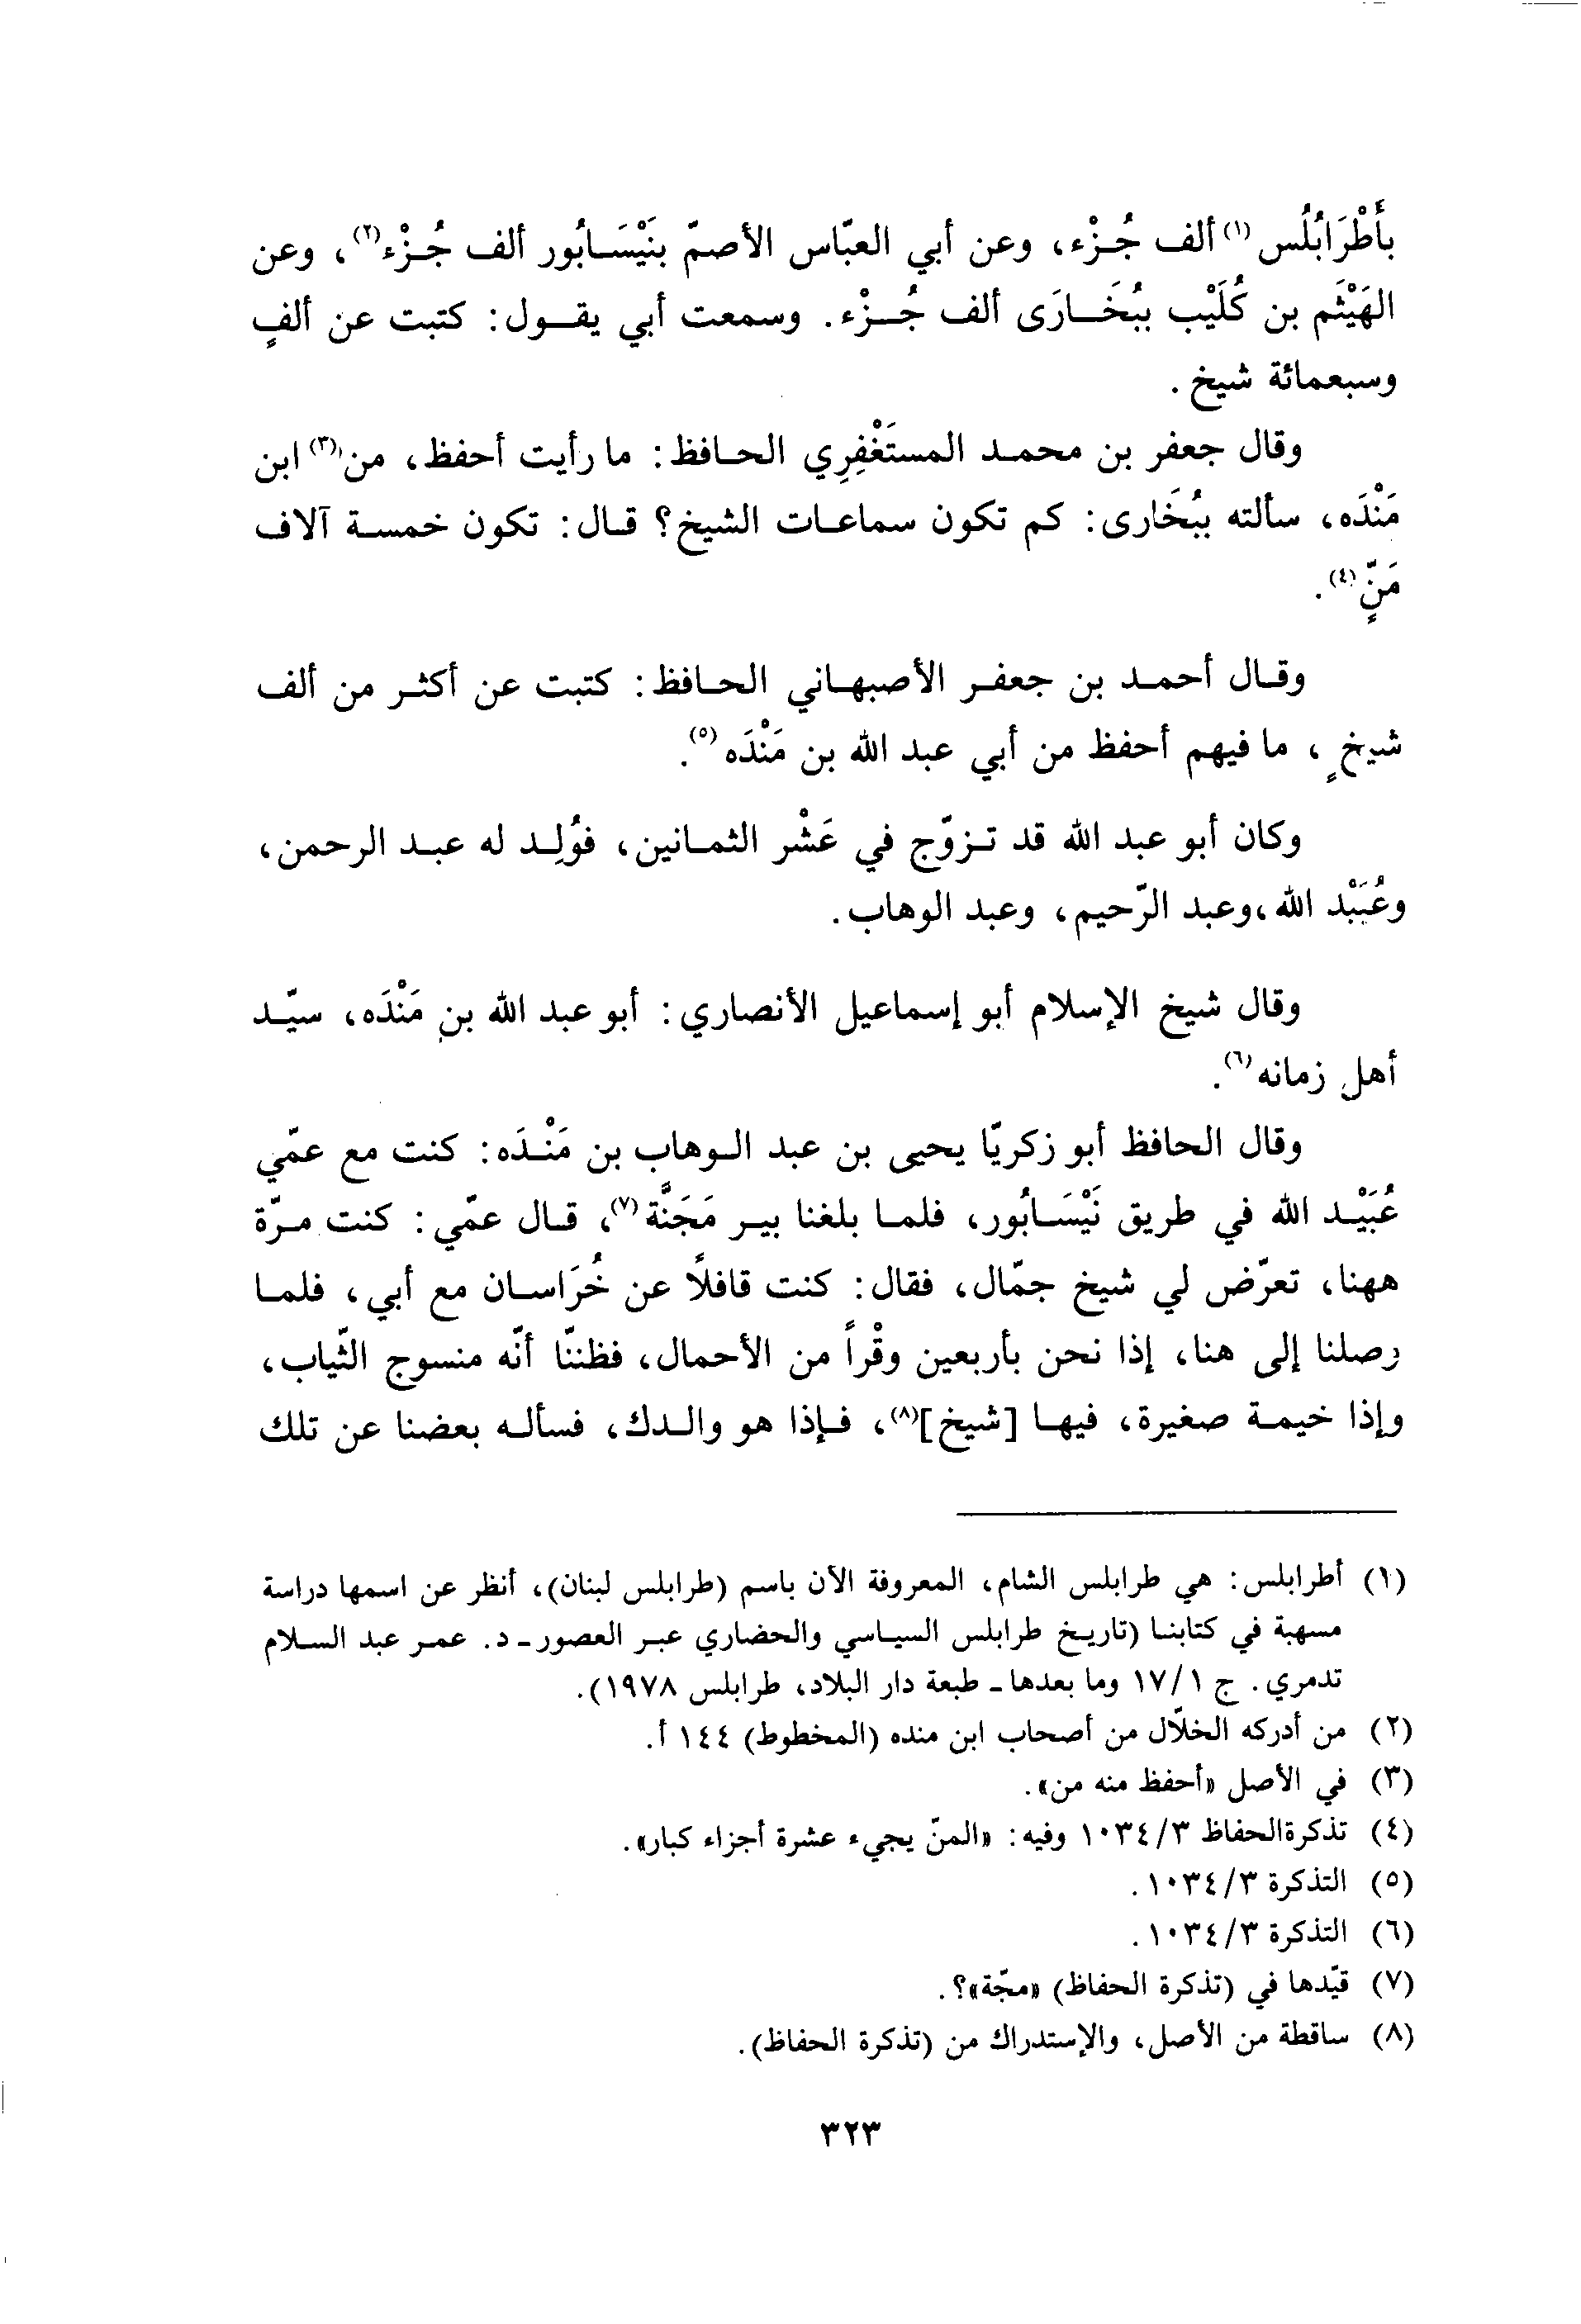 بأَطْرَابُلُس(١) ألف جُزْء، وعن أبي العبّاس الأصمّ بنَيْسَابُور ألف جُزْء(٢)، وعن
الهَيْثَم بن كُلَيْب ببُخَارَى ألف جُزْء. وسمعت أبي يقول: كتبت عن ألفٍ
وسبعمائة شيخ.
وقال جعفر بن محمد المستَغْفِرِي الحافظ: ما رأيت أحفظ، من(٣) ابن
مَنْدَه، سألته ببُخَارى: كم تكون سماعات الشيخ؟ قال: تكون خمسة آلاف
مَنٍّ(٤).
وقال أحمد بن جعفر الأصبهاني الحافظ: كتبت عن أكثر من ألف
شيخٍ، ما فيهم أحفظ من أبي عبد الله بن مَنْدَه(٥).
وكان أبو عبد الله قد تزوّج في عَشْر الثمانين، فوُلِد له عبد الرحمن،
وعُبَيْد الله،وعبد الرّحيم، وعبد الوهاب.
وقال شيخ الإسلام أبو إسماعيل الأنصاري: أبو عبد الله بن مَنْدَه، سيّد
أهل زمانه(٦).
وقال الحافظ أبو زكريّا يحيى بن عبد الوهاب بن مَنْدَه: كنت مع عمّي
عُبَيْد الله في طريق نَيْسَابُور، فلما بلغنا بير مَجَنَّة(٧)، قال عمّي: كنت مرّة
ههنا، تعرّض لي شيخ جمّال، فقال: كنت قافلًا عن خُرَاسان مع أبي، فلما
وصلنا إلى هنا، إذا نحن بأربعين وقْراً من الأحمال، فظننّا أنّه منسوج الثّياب،
وإذا خيمة صغيرة، فيها [شيخ](٨)، فإذا هو والدك، فسأله بعضنا عن تلك
(١) أطرابلس: هي طرابلس الشام، المعروفة الآن باسم (طرابلس لبنان)، أنظر عن اسمها دراسة
مسهبة في كتابنا (تاريخ طرابلس السياسي والحضاري عبر العصور - د. عمر عبد السلام
تدمري. ج ١٧/١ وما بعدها - طبعة دار البلاد، طرابلس ١٩٧٨).
(٢) من أدركه الخلّال من أصحاب ابن منده (المخطوط) ١٤٤ أ.
(٣) في الأصل «أحفظ منه من».
(٤) تذكرةالحفاظ ١٠٣٤/٣ وفيه: «المنّ يجيء عشرة أجزاء كبار».
(٥) التذكرة ١٠٣٤/٣.
(٦) التذكرة ١٠٣٤/٣.
(٧) قيّدها في (تذكرة الحفاظ) «مجّة»؟.
(٨) ساقطة من الأصل، والإستدراك من (تذكرة الحفاظ).
٣٢٣